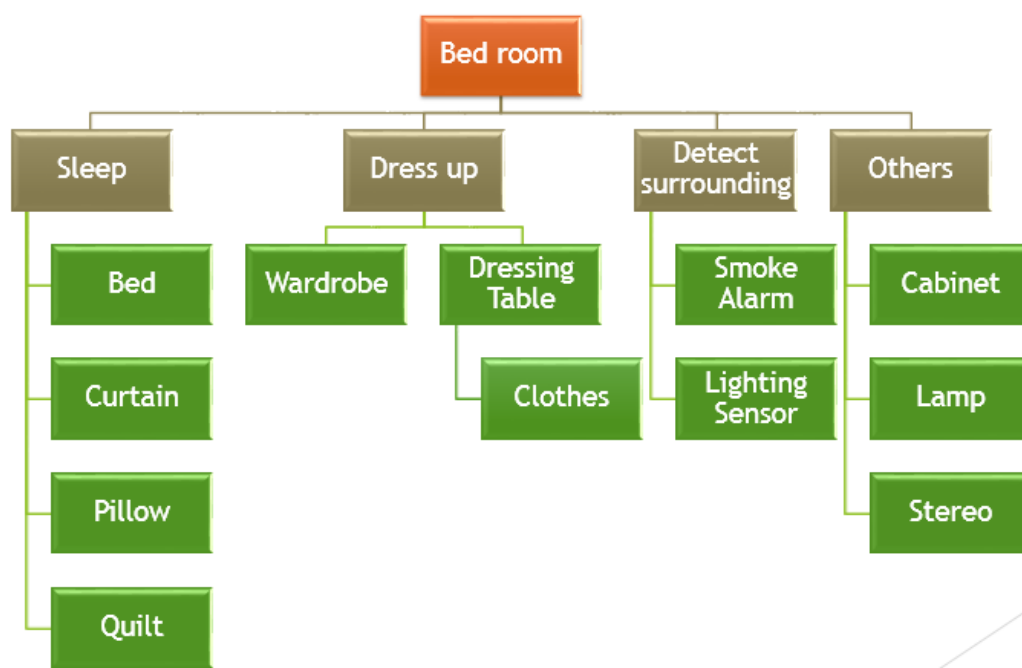 Bed room
Sleep
Dress up
Detect
surrounding
Others
Bed
Wardrobe
Dressing
Table
Smoke
Alarm
Cabinet
Curtain
Clothes
Lighting
Sensor
Lamp
Pillow
Stereo
Quilt